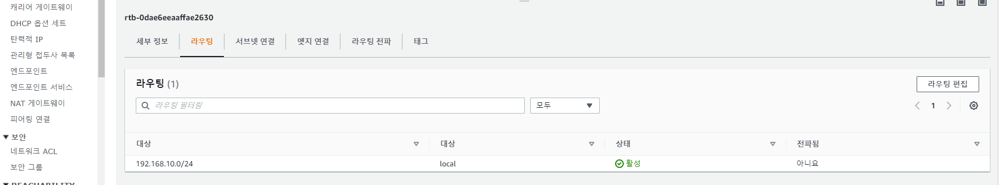 캐리어 게이트웨이
DHCP 옵션 세트
탄력적 IP
관리형 접두사 목록
엔드포인트
엔드포인트 서비스
NAT 게이트웨이
피어링 연결
보안
네트워크 ACL
보안 그룹
REACHABILITY
rtb-0dae6eeaaffae2630
세부 정보 라우팅 서브넷 연결 엣지 연결 라우팅 전파 태그
라우팅 (1) 라우팅 편집
라우팅 필터링 모두 1
대상 대상 상태 전파됨
192.168.10.0/24 local 활성 아니요